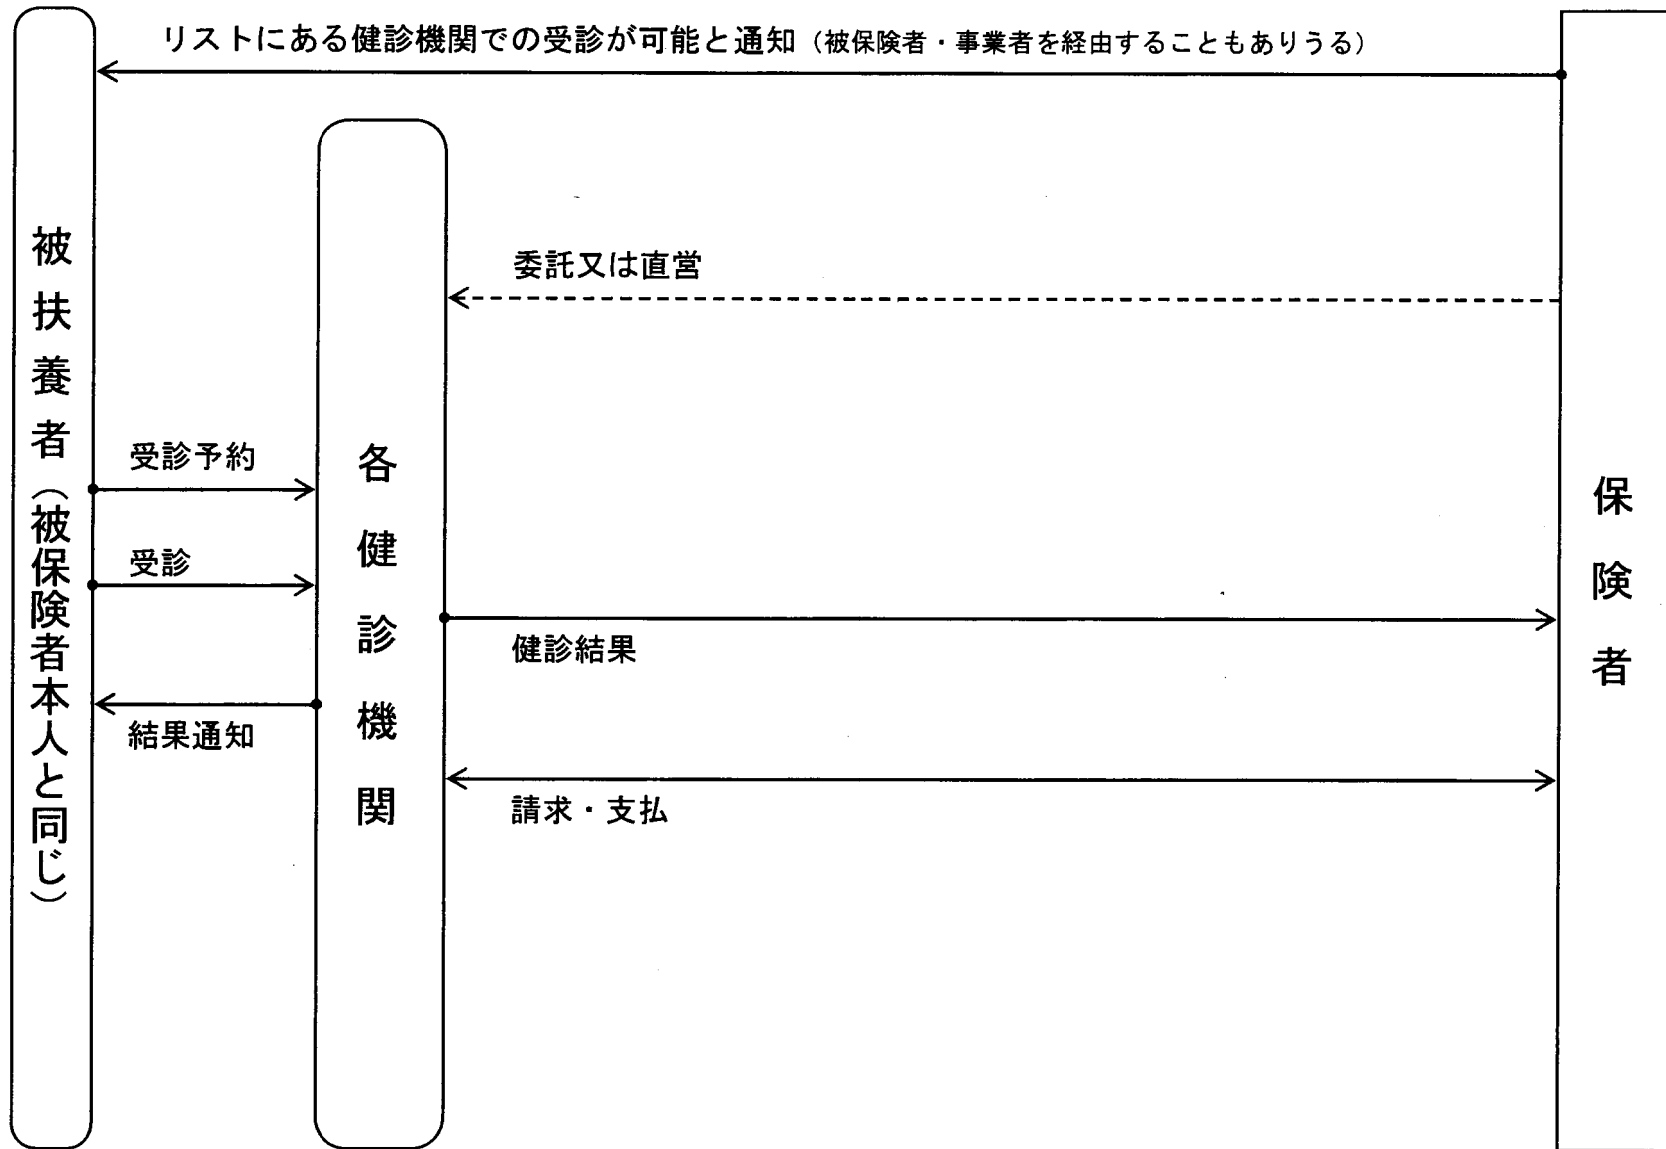 リストにある健診機関での受診が可能と通知（被保険者・事業者を経由することもありうる）
被扶養者（被保険者本人と同じ）
各健診機関
保険者
委託又は直営
受診予約
受診
健診結果
結果通知
請求・支払